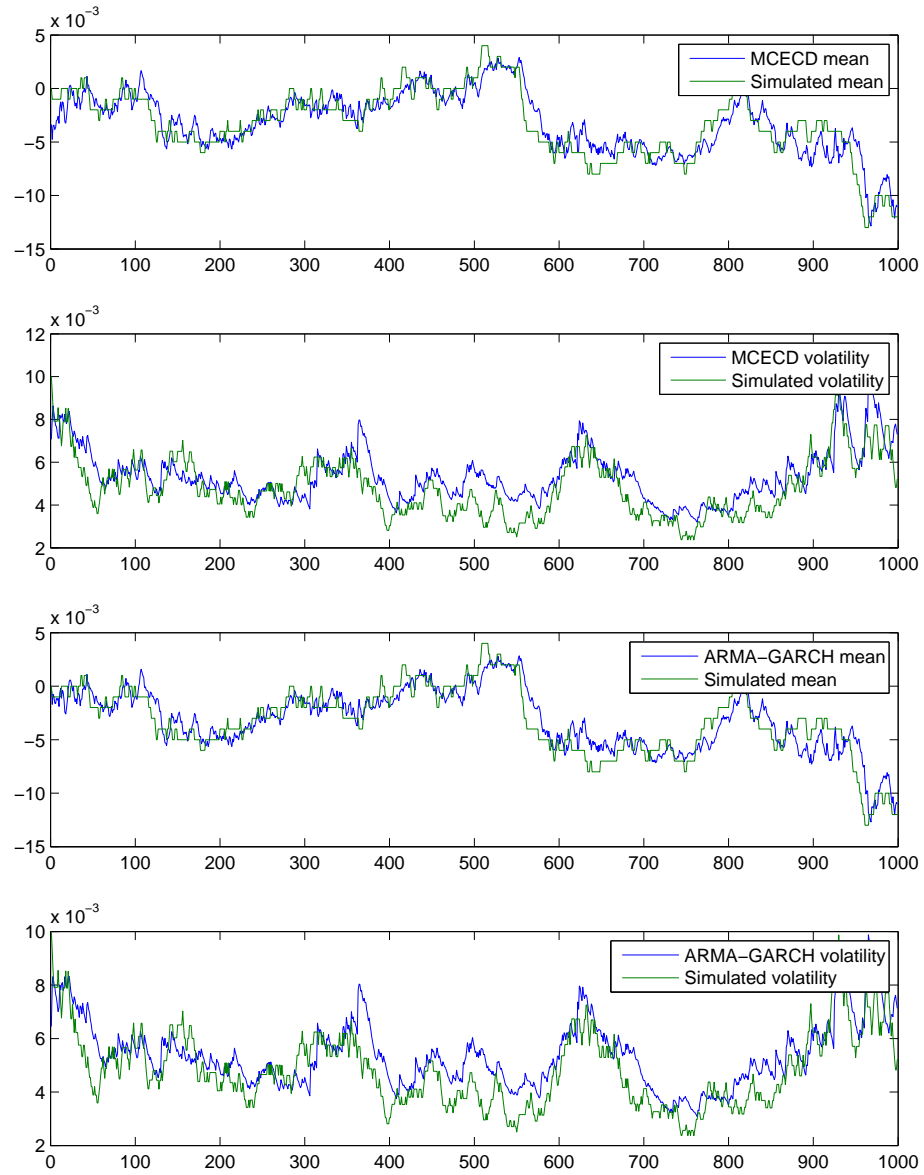 x 10−3
5
0
−5
−10
−15
MCECD mean
Simulated mean
0 100 200 300 400 500 600 700 800 900 1000
x 10−3
12
10
8
6
4
2
MCECD volatility
Simulated volatility
0 100 200 300 400 500 600 700 800 900 1000
x 10−3
5
0
−5
−10
−15
ARMA−GARCH mean
Simulated mean
0 100 200 300 400 500 600 700 800 900 1000
x 10−3
10
8
6
4
2
ARMA−GARCH volatility
Simulated volatility
0 100 200 300 400 500 600 700 800 900 1000